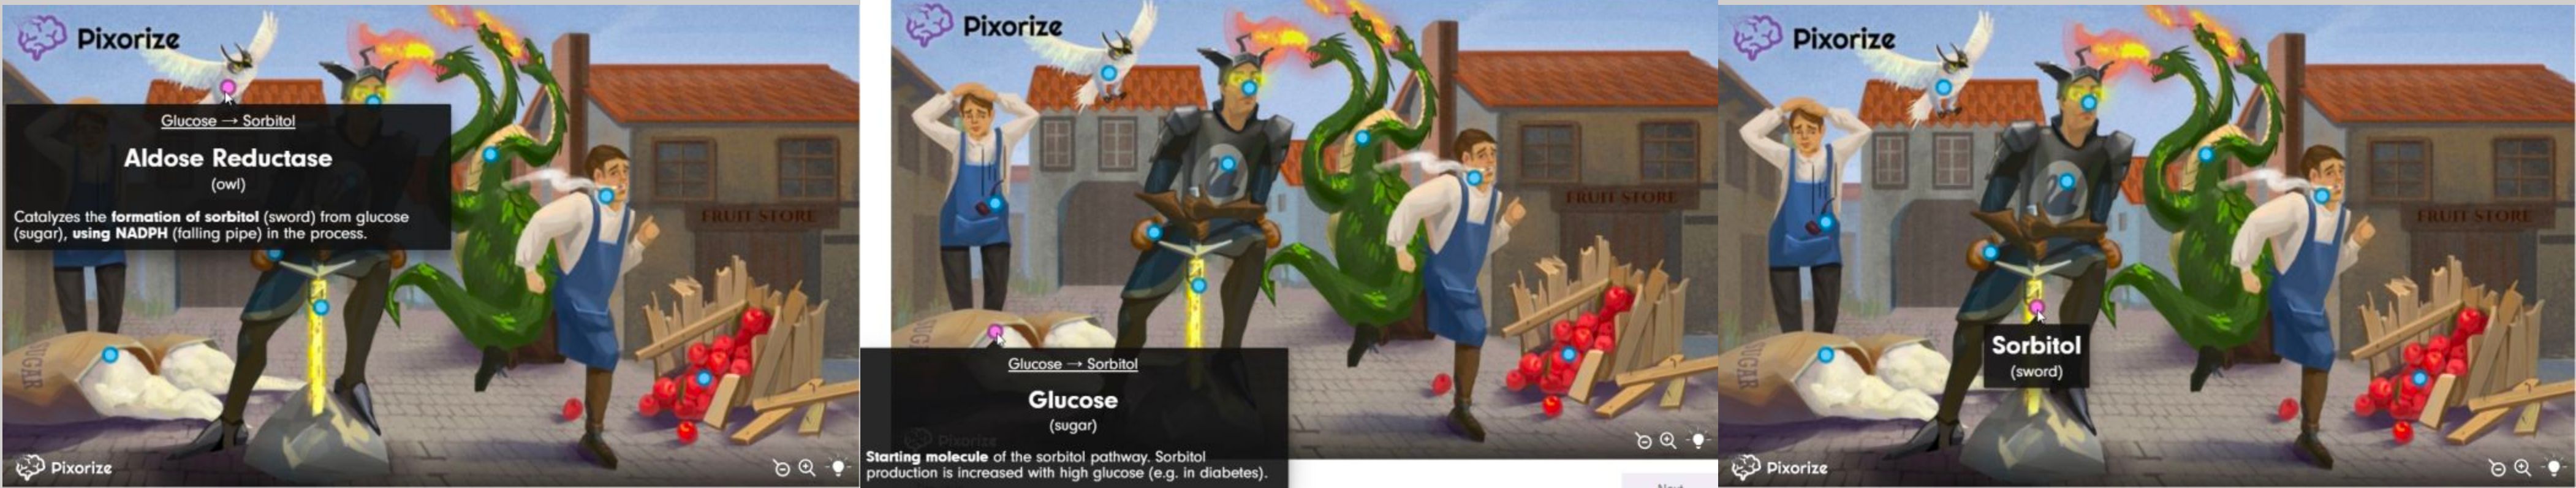 Pixorize
Glucose → Sorbitol
Aldose Reductase
(owl)
Catalyzes the formation of sorbitol (sword) from glucose
(sugar), using NADPH (falling pipe) in the process.
FRUIT STORE
SUGAR
Pixorize
Pixorize
FRUIT STORE
Glucose → Sorbitol
Glucose
(sugar)
Pixorize
Starting molecule of the sorbitol pathway. Sorbitol
production is increased with high glucose (e.g. in diabetes).
Pixorize
FRUIT STORE
Sorbitol
(sword)
Pixorize